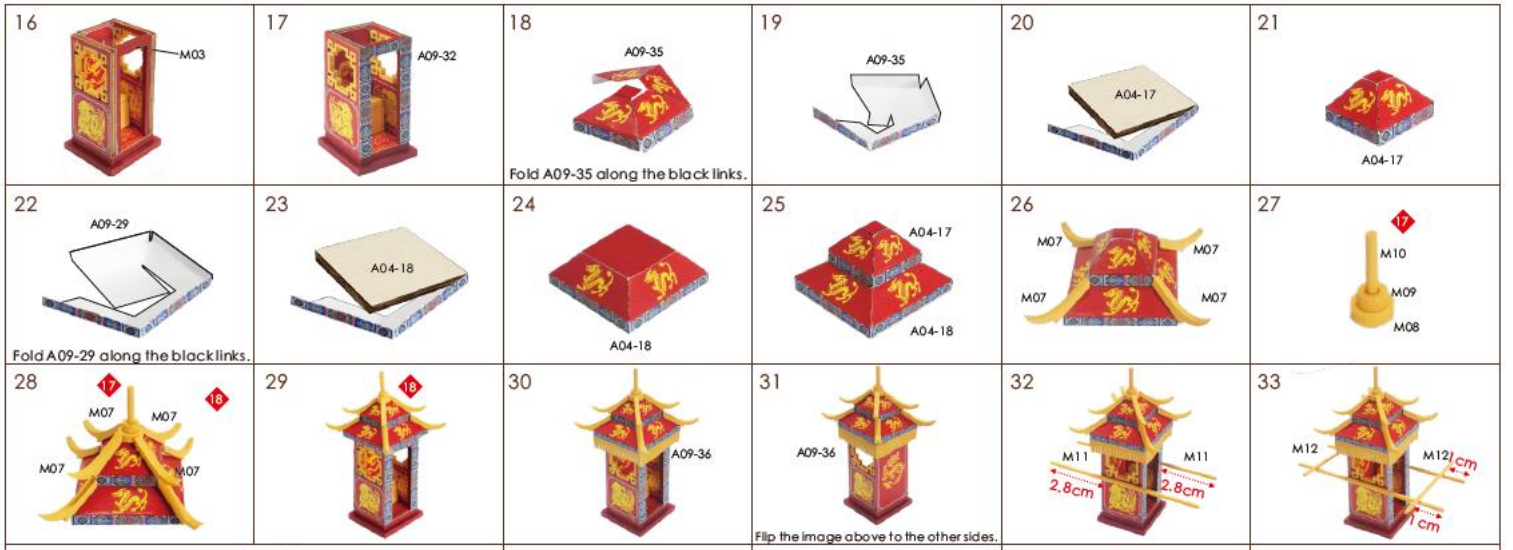 16
M03
17
A09-32
18
A09-35
Fold A09-35 along the black links.
19
A09-35
20
A04-17
21
A04-17
22
A09-29
Fold A09-29 along the black links.
23
A04-18
24
A04-18
25
A04-17
A04-18
26
M07
M07
M07
M07
27
17
M10
M09
M08
28
17
18
M07
M07
M07
M07
29
18
30
A09-36
31
A09-36
Flip the image above to the other sides.
32
M11
M11
2.8cm
2.8cm
33
M12
M12
1cm
1cm